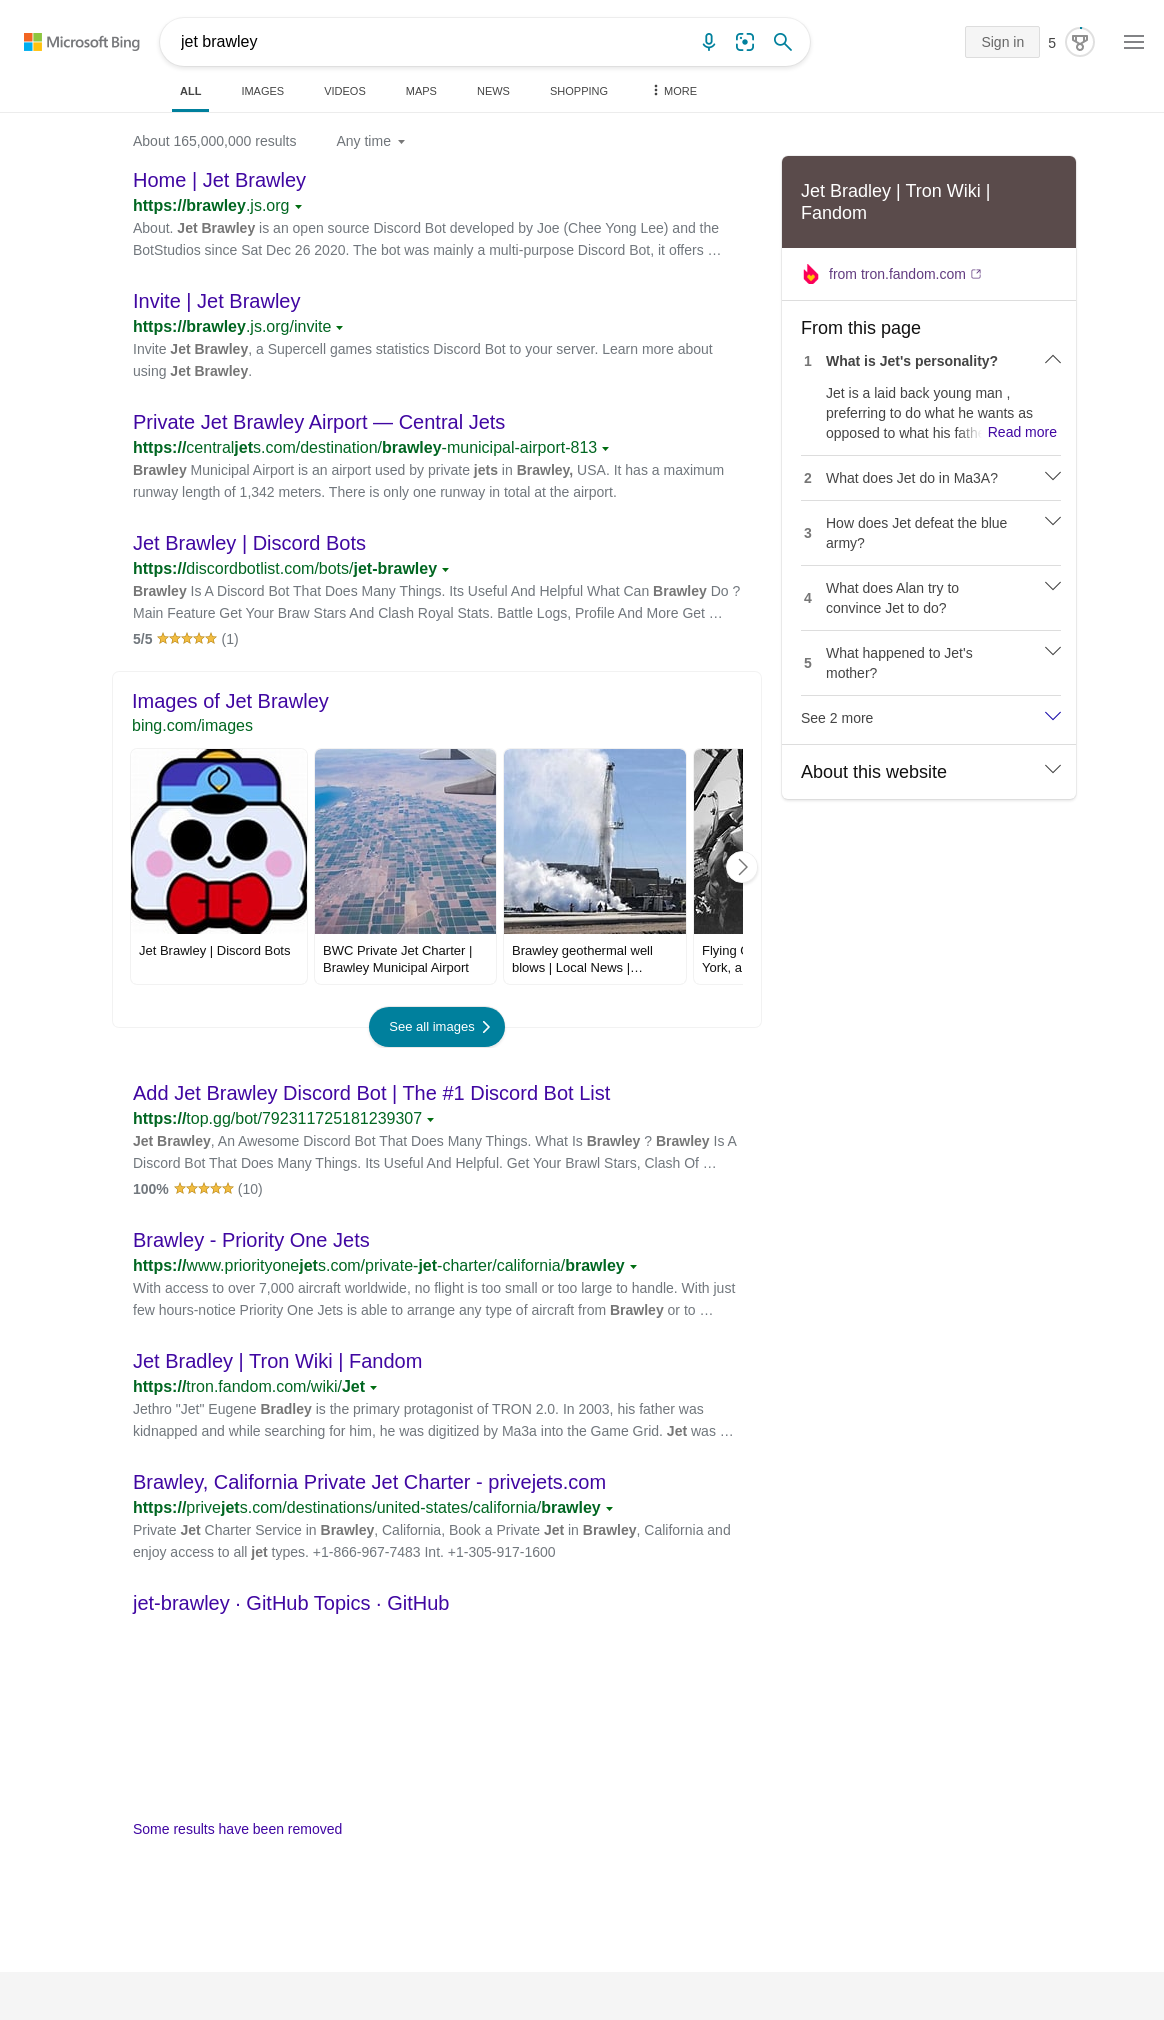 Microsoft Bing
jet brawley
Sign in
5
ALL
IMAGES
VIDEOS
MAPS
NEWS
SHOPPING
MORE
About 165,000,000 results
Any time
Home | Jet Brawley
https://brawley.js.org
About. Jet Brawley is an open source Discord Bot developed by Joe (Chee Yong Lee) and the
BotStudios since Sat Dec 26 2020. The bot was mainly a multi-purpose Discord Bot, it offers …
Invite | Jet Brawley
https://brawley.js.org/invite
Invite Jet Brawley, a Supercell games statistics Discord Bot to your server. Learn more about
using Jet Brawley.
Private Jet Brawley Airport — Central Jets
https://centraljets.com/destination/brawley-municipal-airport-813
Brawley Municipal Airport is an airport used by private jets in Brawley, USA. It has a maximum
runway length of 1,342 meters. There is only one runway in total at the airport.
Jet Brawley | Discord Bots
https://discordbotlist.com/bots/jet-brawley
Brawley Is A Discord Bot That Does Many Things. Its Useful And Helpful What Can Brawley Do ?
Main Feature Get Your Braw Stars And Clash Royal Stats. Battle Logs, Profile And More Get …
5/5 (1)
Images of Jet Brawley
bing.com/images
Jet Brawley | Discord Bots
BWC Private Jet Charter |
Brawley Municipal Airport
Brawley geothermal well
blows | Local News |…
Flying
York, a
See all images
Add Jet Brawley Discord Bot | The #1 Discord Bot List
https://top.gg/bot/792311725181239307
Jet Brawley, An Awesome Discord Bot That Does Many Things. What Is Brawley ? Brawley Is A
Discord Bot That Does Many Things. Its Useful And Helpful. Get Your Brawl Stars, Clash Of …
100% (10)
Brawley - Priority One Jets
https://www.priorityonejets.com/private-jet-charter/california/brawley
With access to over 7,000 aircraft worldwide, no flight is too small or too large to handle. With just
few hours-notice Priority One Jets is able to arrange any type of aircraft from Brawley or to …
Jet Bradley | Tron Wiki | Fandom
https://tron.fandom.com/wiki/Jet
Jethro "Jet" Eugene Bradley is the primary protagonist of TRON 2.0. In 2003, his father was
kidnapped and while searching for him, he was digitized by Ma3a into the Game Grid. Jet was …
Brawley, California Private Jet Charter - privejets.com
https://privejets.com/destinations/united-states/california/brawley
Private Jet Charter Service in Brawley, California, Book a Private Jet in Brawley, California and
enjoy access to all jet types. +1-866-967-7483 Int. +1-305-917-1600
jet-brawley · GitHub Topics · GitHub
Some results have been removed
Jet Bradley | Tron Wiki |
Fandom
from tron.fandom.com
From this page
1 What is Jet's personality?
Jet is a laid back young man ,
preferring to do what he wants as
opposed to what his fath Read more
2 What does Jet do in Ma3A?
3 How does Jet defeat the blue
army?
4 What does Alan try to
convince Jet to do?
5 What happened to Jet's
mother?
See 2 more
About this website